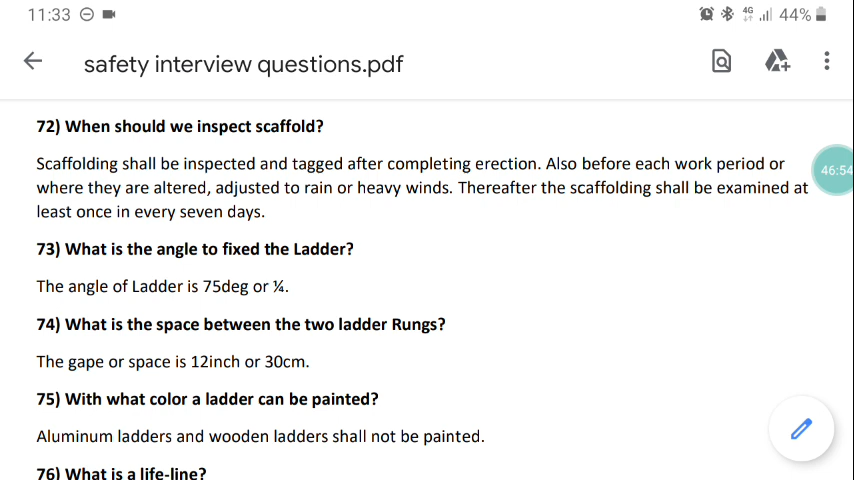 11:33
4G
44%
safety interview questions.pdf
72) When should we inspect scaffold?
Scaffolding shall be inspected and tagged after completing erection. Also before each work period or
where they are altered, adjusted to rain or heavy winds. Thereafter the scaffolding shall be examined at
least once in every seven days.
46:54
73) What is the angle to fixed the Ladder?
The angle of Ladder is 75deg or ¼.
74) What is the space between the two ladder Rungs?
The gape or space is 12inch or 30cm.
75) With what color a ladder can be painted?
Aluminum ladders and wooden ladders shall not be painted.
76) What is a life-line?